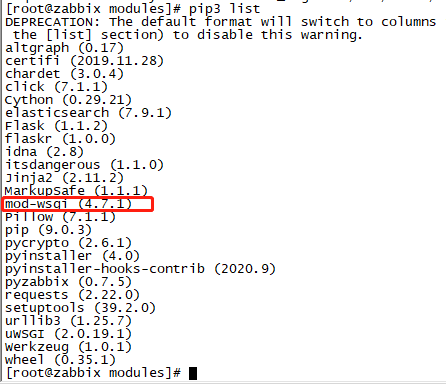 [root@zabbix modules]# pip3 list
DEPRECATION: The default format will switch to columns
 the [list] section) to disable this warning.
altgraph (0.17)
certifi (2019.11.28)
chardet (3.0.4)
click (7.1.1)
Cython (0.29.21)
elasticsearch (7.9.1)
Flask (1.1.2)
flaskr (1.0.0)
idna (2.8)
itsdangerous (1.1.0)
Jinja2 (2.11.2)
MarkupSafe (1.1.1)
mod-wsgi (4.7.1)
Pillow (7.1.1)
pip (9.0.3)
pycrypto (2.6.1)
pyinstaller (4.0)
pyinstaller-hooks-contrib (2020.9)
pyzabbix (0.7.5)
requests (2.22.0)
setuptools (39.2.0)
urllib3 (1.25.7)
uWSGI (2.0.19.1)
Werkzeug (1.0.1)
wheel (0.35.1)
[root@zabbix modules]#